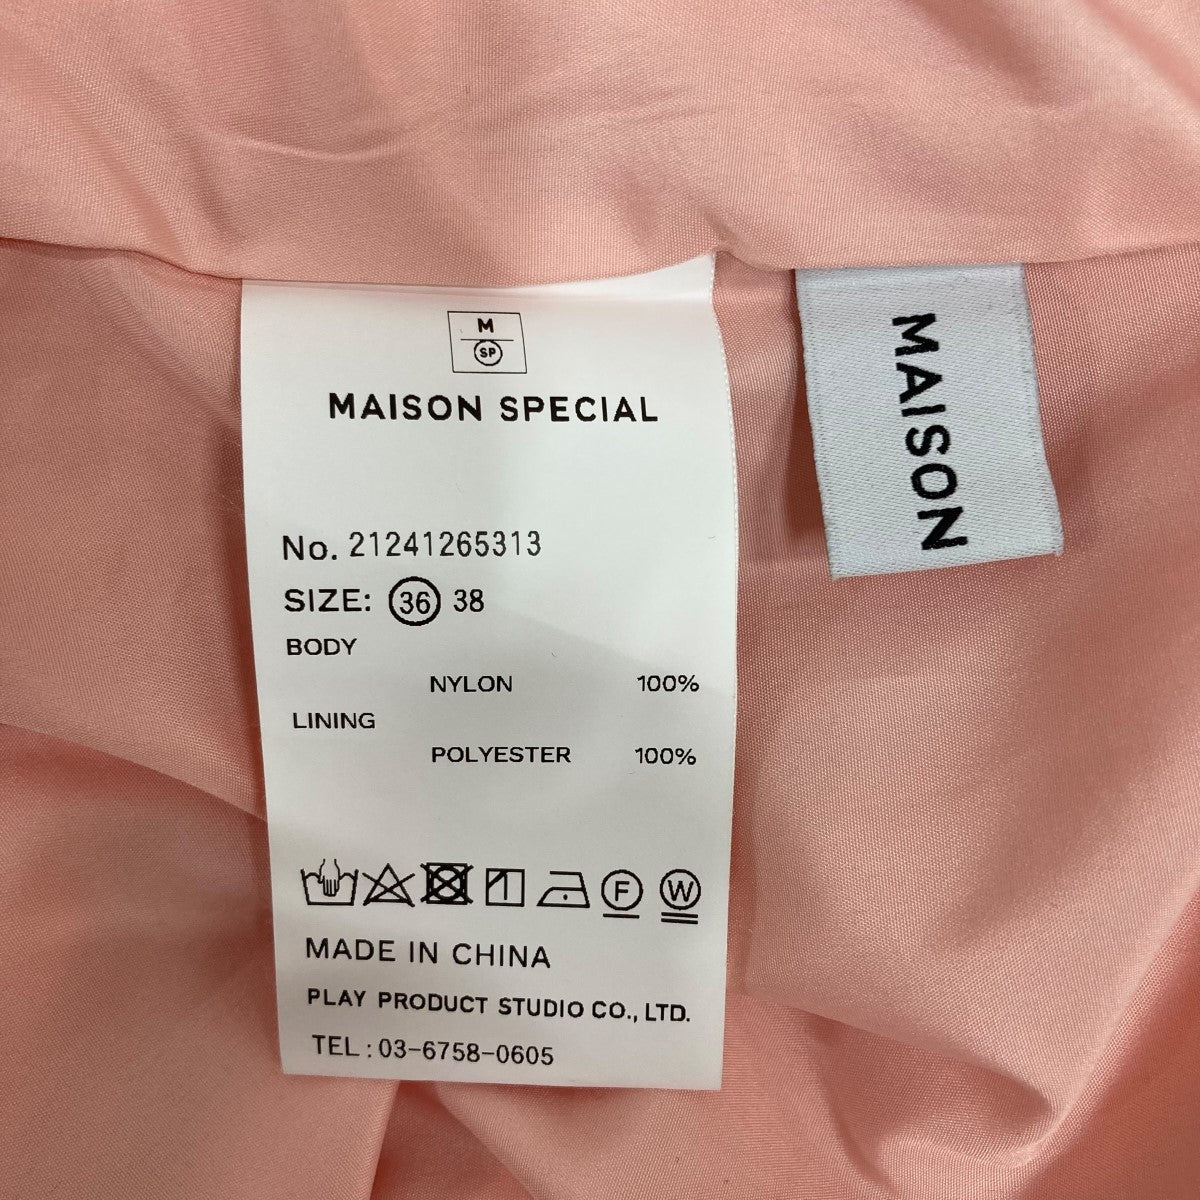 M
SP
MAISON SPECIAL
No. 21241265313
SIZE: 36 38
BODY
NYLON 100%
LINING
POLYESTER 100%
F W
MADE IN CHINA
PLAY PRODUCT STUDIO CO., LTD.
TEL : 03-6758-0605
MAISON